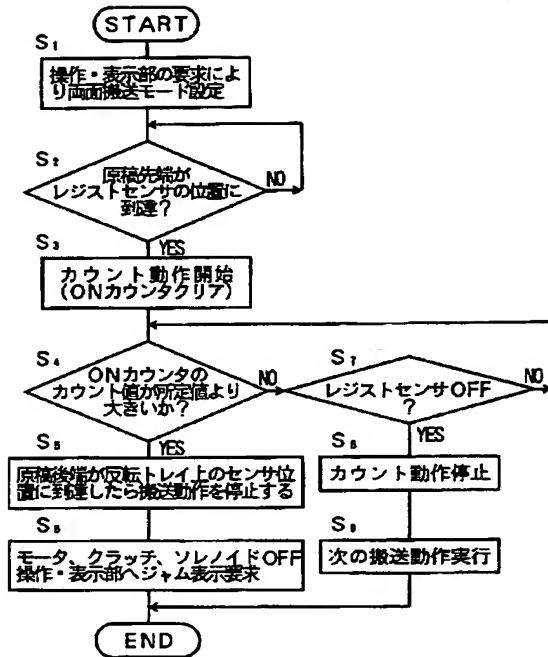 START
S₁
操作・表示部の要求によ
り両面搬送モード設定
S₂
原稿先端が
レジストセンサの位置に
到達？
NO
YES
S₃
カウント動作開始
(ONカウンタクリア)
S₄
ONカウンタの
カウント値が所定値より
大きいか？
NO
YES
S₇
レジストセンサOFF
？
NO
YES
S₅
原稿後端が反転トレイ上のセンサ位
置に到達したら搬送動作を停止する
カウント動作停止
モータ、クラッチ、ソレノイドOFF
操作・表示部へジャム表示要求
次の搬送動作実行
END